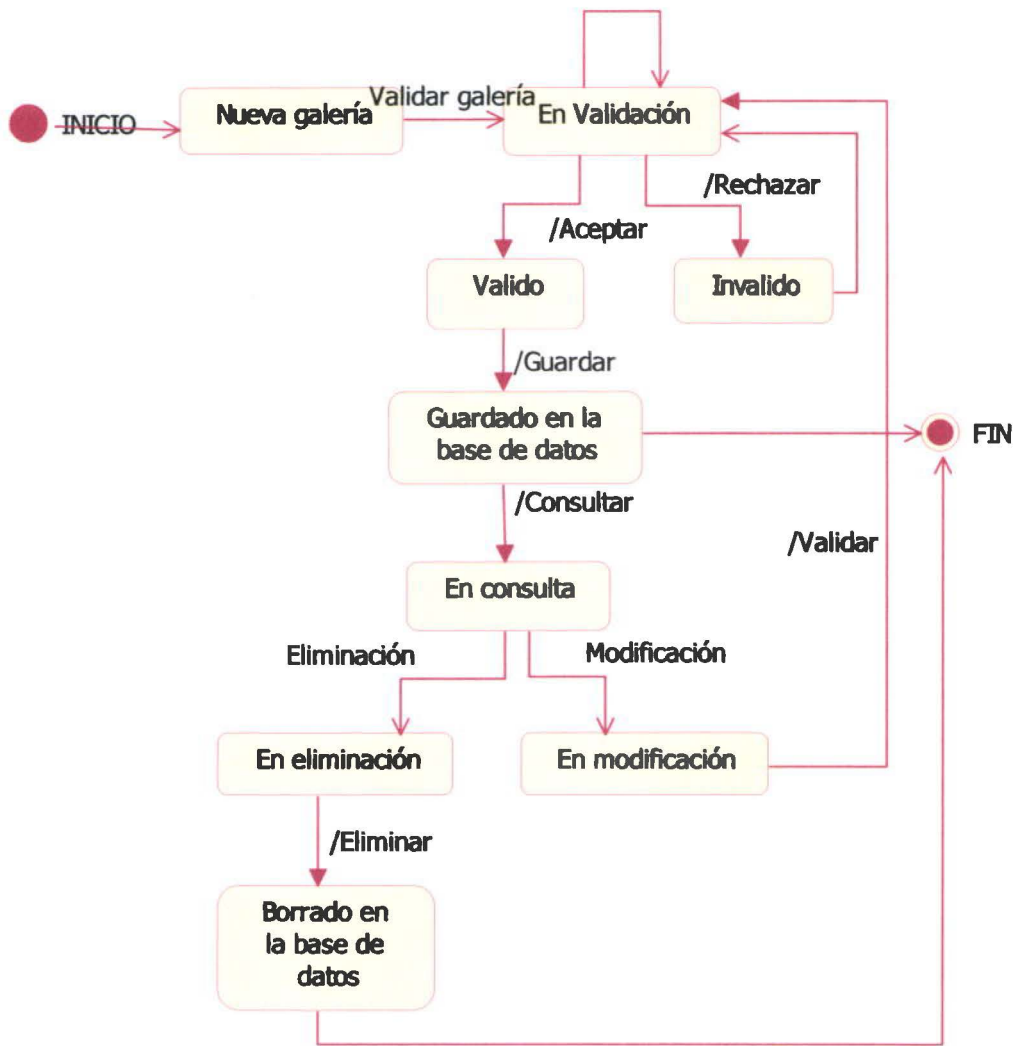 INICIO
Nueva galería
Validar galería
En Validación
/Rechazar
/Aceptar
Valido
Invalido
/Guardar
Guardado en la
base de datos
FIN
/Consultar
/Validar
En consulta
Eliminación
Modificación
En eliminación
En modificación
/Eliminar
Borrado en
la base de
datos